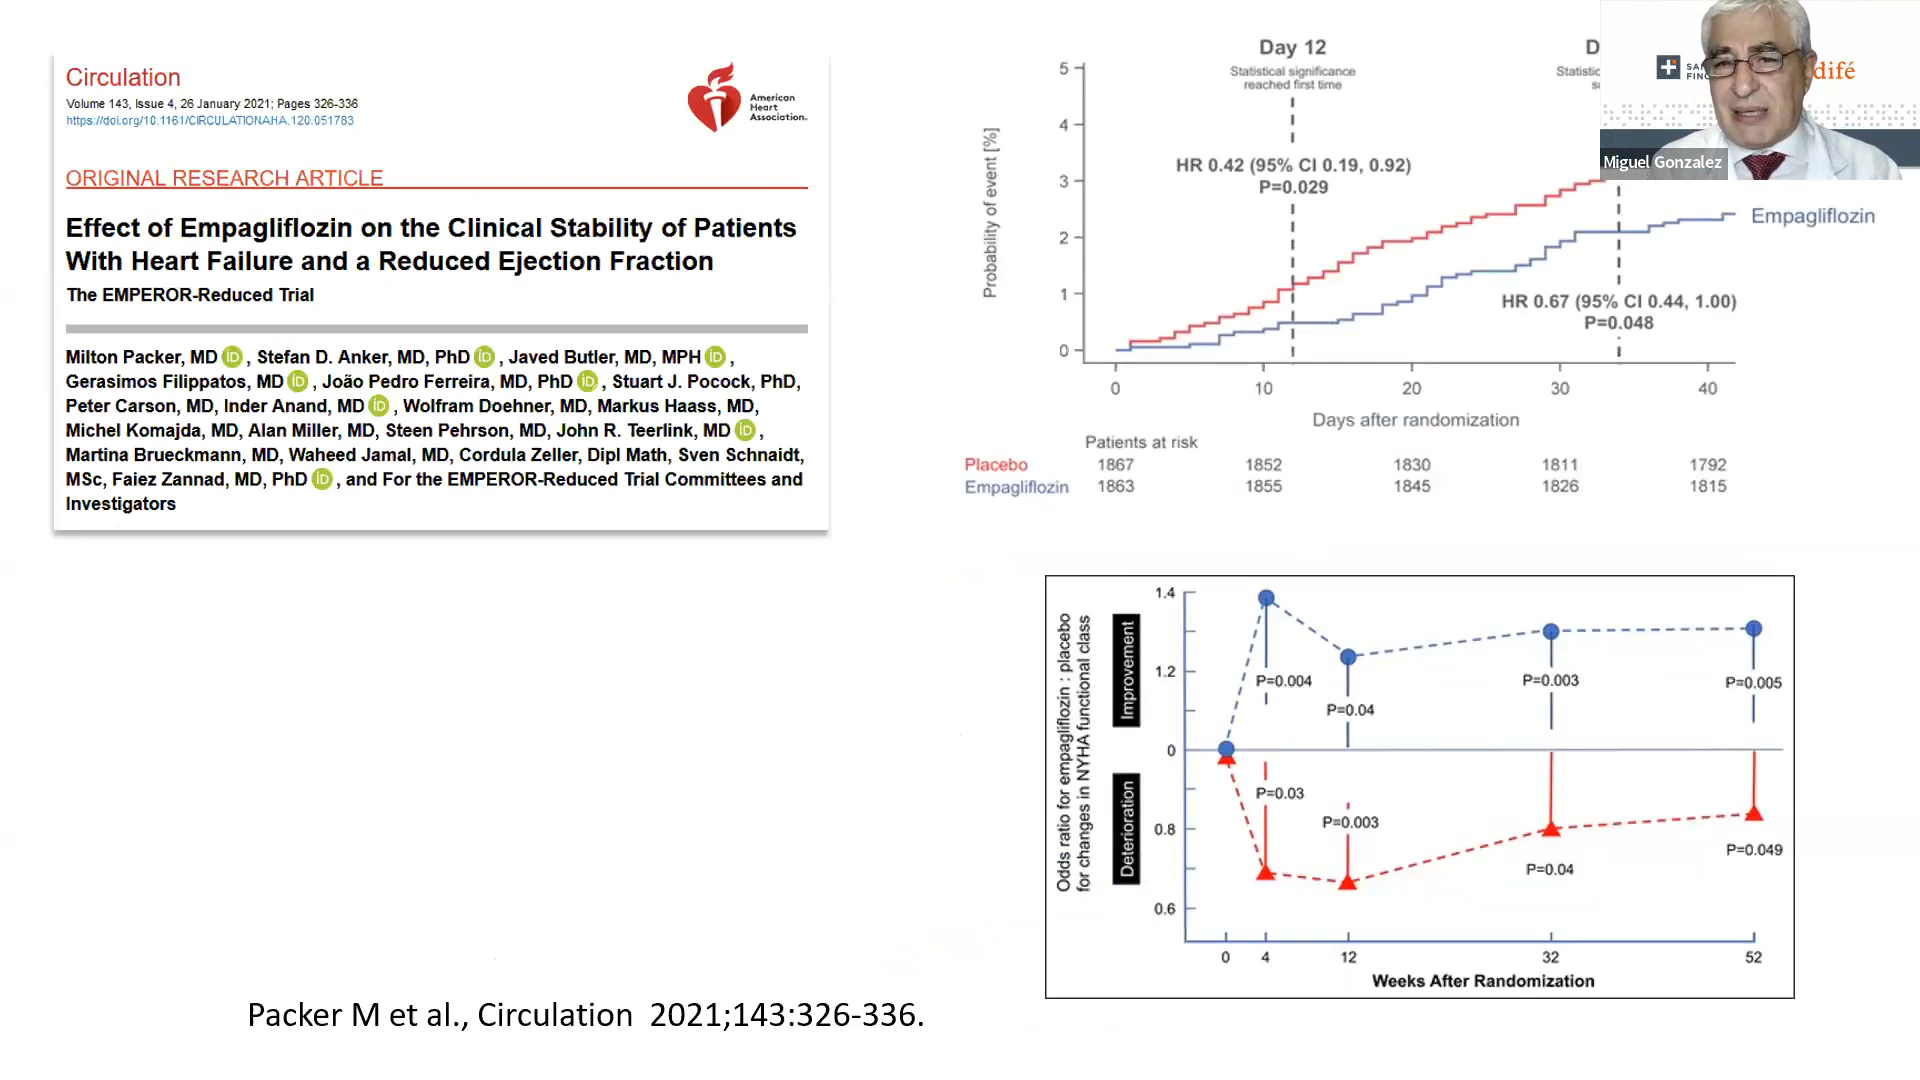 Circulation
Volume 143, Issue 4, 26 January 2021; Pages 326-336
https://doi.org/10.1161/CIRCULATIONAHA.120.051783
American
Heart
Association.
ORIGINAL RESEARCH ARTICLE
Effect of Empagliflozin on the Clinical Stability of Patients
With Heart Failure and a Reduced Ejection Fraction
The EMPEROR-Reduced Trial
Milton Packer, MD iD, Stefan D. Anker, MD, PhD iD, Javed Butler, MD, MPH iD,
Gerasimos Filippatos, MD iD, João Pedro Ferreira, MD, PhD iD, Stuart J. Pocock, PhD,
Peter Carson, MD, Inder Anand, MD iD, Wolfram Doehner, MD, Markus Haass, MD,
Michel Komajda, MD, Alan Miller, MD, Steen Pehrson, MD, John R. Teerlink, MD iD,
Martina Brueckmann, MD, Waheed Jamal, MD, Cordula Zeller, Dipl Math, Sven Schnaidt,
MSc, Faiez Zannad, MD, PhD iD, and For the EMPEROR-Reduced Trial Committees and
Investigators
Packer M et al., Circulation 2021;143:326-336.
Day 12
Statistical significance
reached first time
D
Statistic
Probability of event [%]
5
4
3
2
1
0
HR 0.42 (95% CI 0.19, 0.92)
P=0.029
Empagliflozin
HR 0.67 (95% CI 0.44, 1.00)
P=0.048
0 10 20 30 40
Days after randomization
Patients at risk
Placebo 1867 1852 1830 1811 1792
Empagliflozin 1863 1855 1845 1826 1815
SAN
FINO
difé
Miguel Gonzalez
Odds ratio for empagliflozin : placebo
for changes in NYHA functional class
Improvement
Deterioration
1.4
1.2
0
0.8
0.6
P=0.004
P=0.04
P=0.003
P=0.005
P=0.03
P=0.003
P=0.04
P=0.049
0 4 12 32 52
Weeks After Randomization